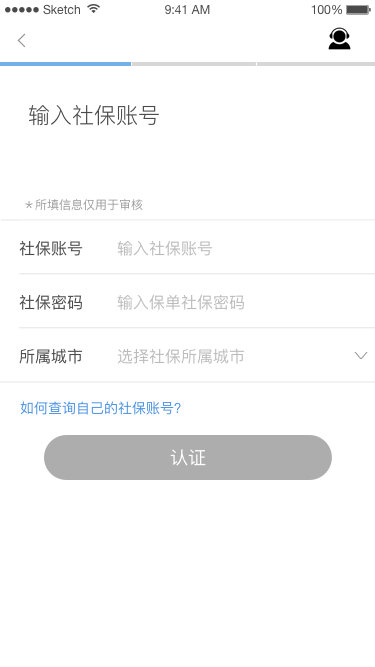 Sketch 9:41 AM 100%
输入社保账号
*所填信息仅用于审核
社保账号 输入社保账号
社保密码 输入保单社保密码
所属城市 选择社保所属城市
如何查询自己的社保账号?
认证